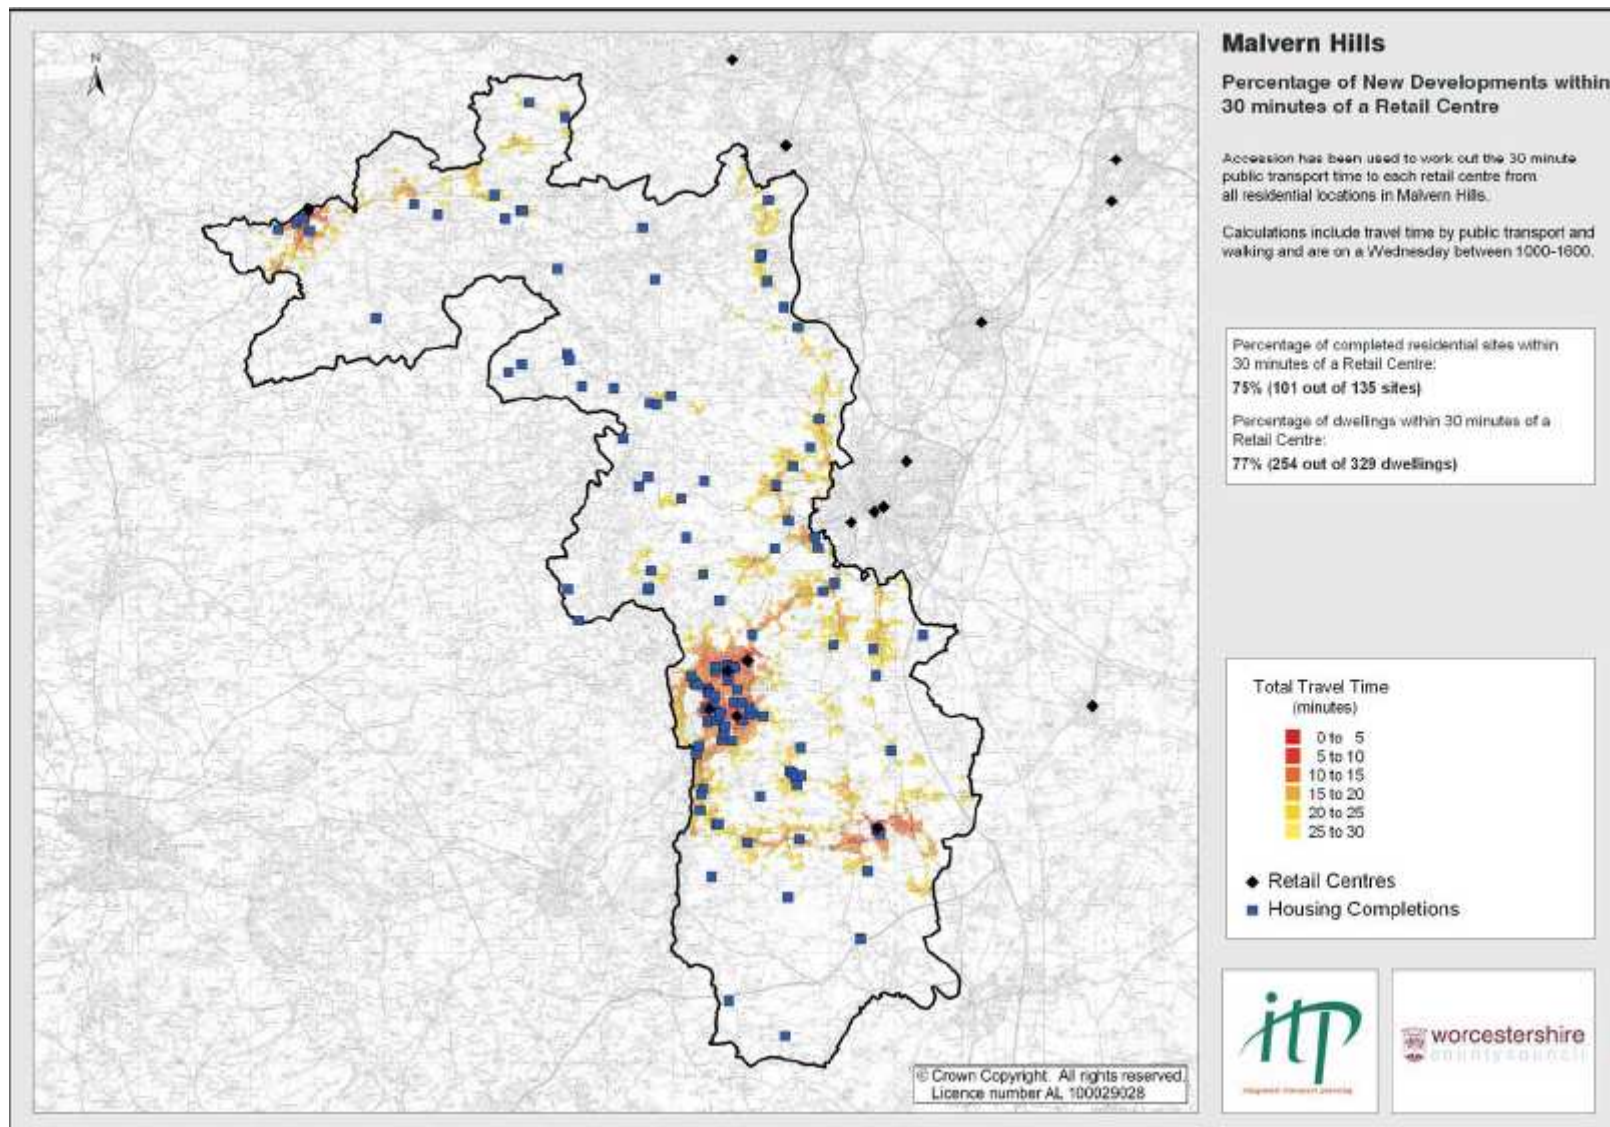 N
Malvern Hills
Percentage of New Developments within
30 minutes of a Retail Centre
Accession has been used to work out the 30 minute
public transport time to each retail centre from
all residential locations in Malvern Hills.
Calculations include travel time by public transport and
walking and are on a Wednesday between 1000-1600.
Percentage of completed residential sites within
30 minutes of a Retail Centre:
75% (101 out of 135 sites)
Percentage of dwellings within 30 minutes of a
Retail Centre:
77% (254 out of 329 dwellings)
Total Travel Time
(minutes)
0 to 5
5 to 10
10 to 15
15 to 20
20 to 25
25 to 30
Retail Centres
Housing Completions
© Crown Copyright. All rights reserved.
Licence number AL 100029028
itp
integrated transport planning
worcestershire
countycouncil